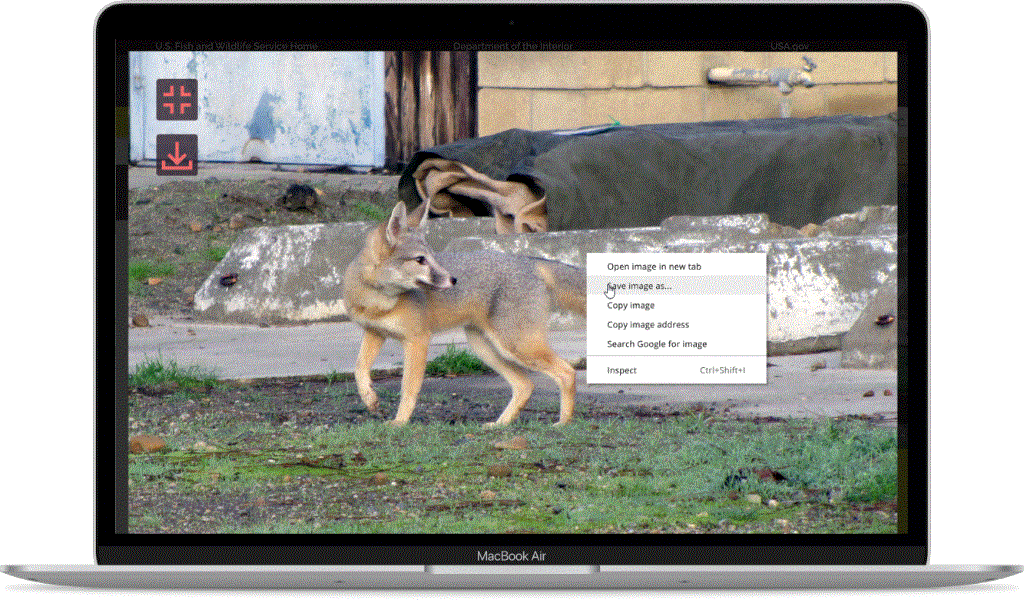 U.S. Fish and Wildlife Service Home
Department of the Interior
USA.gov
Open image in new tab
Save image as...
Copy image
Copy image address
Search Google for image
Inspect
Ctrl+Shift+I
MacBook Air